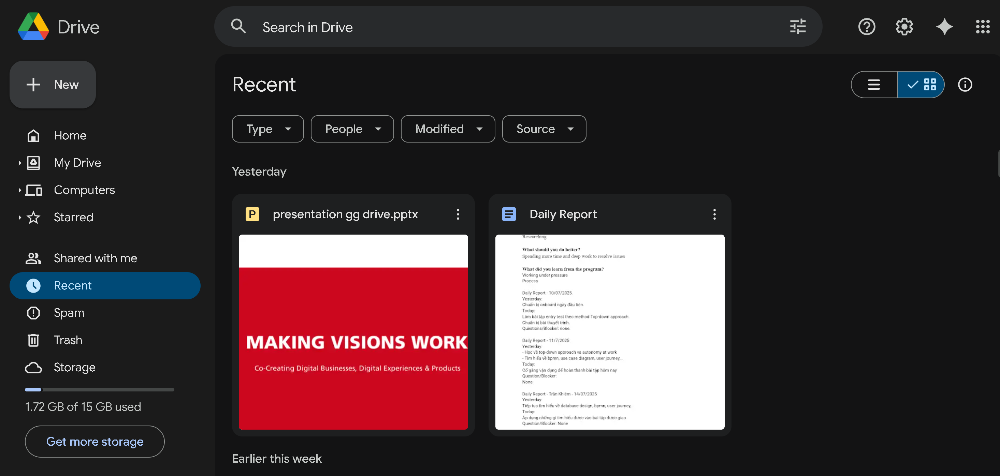 Drive
Search in Drive
New
Home
My Drive
Computers
Starred
Shared with me
Recent
Spam
Trash
Storage
1.72 GB of 15 GB used
Get more storage
Recent
Type
People
Modified
Source
Yesterday
P
presentation gg drive.pptx
MAKING VISIONS WORK
Co-Creating Digital Businesses, Digital Experiences & Products
Daily Report
Researching
What should you do better?
Spending more time and deep work to resolve issues
What did you learn from the program?
Working under pressure
Process
Daily Report - 10/07/2025.
Yesterday:
Chuẩn bị onboard ngày đầu tiên.
Today:
Làm bài tập entry test theo method Top-down approach.
Chuẩn bị bài thuyết trình.
Questions/Blocker: none.
Daily Report - 11/7/2025
Yesterday:
- Học về top-down approach và autonomy at work
- Tìm hiểu về bpmn, use case diagram, user journey,..
Today:
Cố gắng vận dụng để hoàn thành bài tập hôm nay
Question/Blocker:
None
Daily Report - Trần Khiêm - 14/07/2025
Yesterday:
Tiếp tục tìm hiểu về database design, bpmn, user journey,..
Today:
Áp dụng những gì tìm hiểu được vào bài tập được giao
Question/Blocker: None
Earlier this week